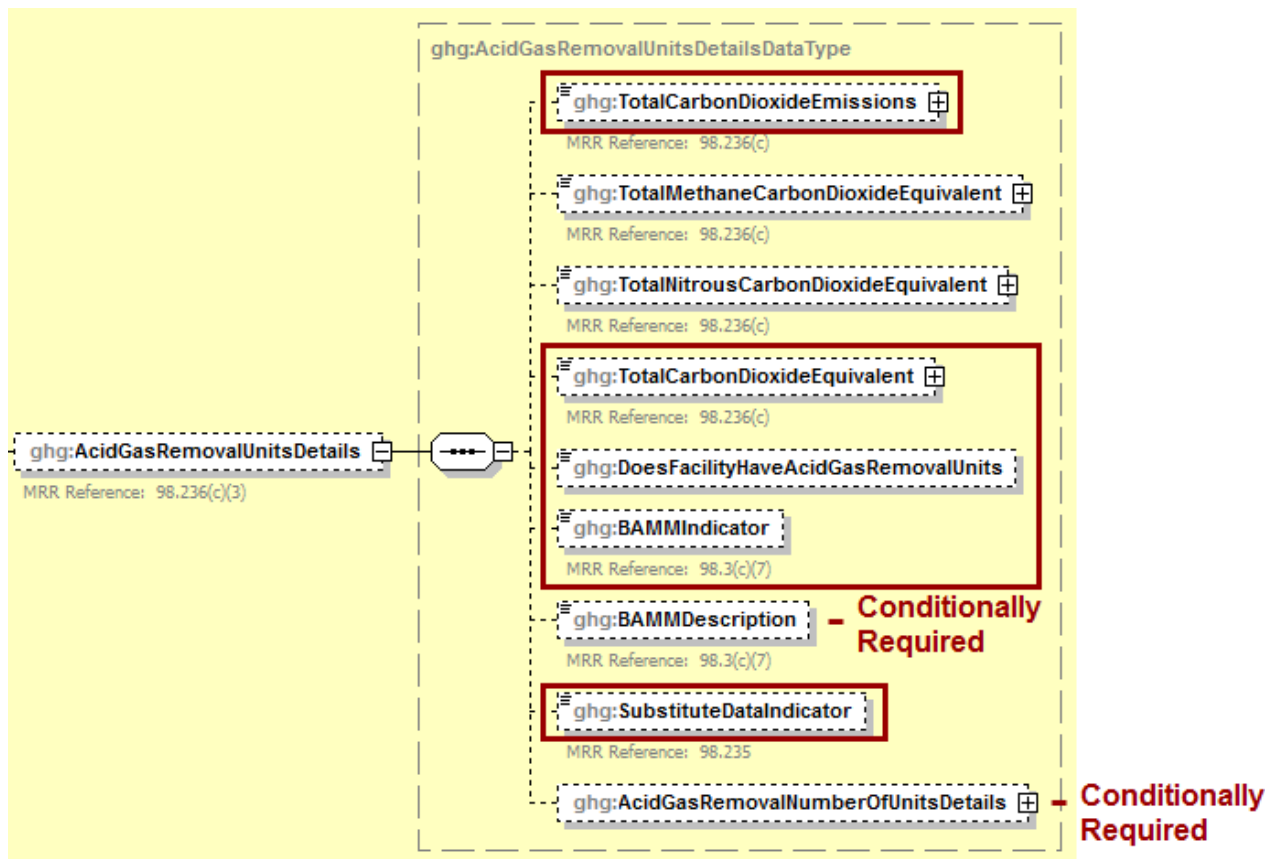 ghg:AcidGasRemovalUnitsDetailsDataType
ghg:TotalCarbonDioxideEmissions
MRR Reference: 98.236(c)
ghg:TotalMethaneCarbonDioxideEquivalent
MRR Reference: 98.236(c)
ghg:TotalNitrousCarbonDioxideEquivalent
MRR Reference: 98.236(c)
ghg:TotalCarbonDioxideEquivalent
MRR Reference: 98.236(c)
ghg:AcidGasRemovalUnitsDetails
MRR Reference: 98.236(c)(3)
ghg:DoesFacilityHaveAcidGasRemovalUnits
ghg:BAMMIndicator
MRR Reference: 98.3(c)(7)
ghg:BAMMDescription
MRR Reference: 98.3(c)(7)
- Conditionally
Required
ghg:SubstituteDataIndicator
MRR Reference: 98.235
ghg:AcidGasRemovalNumberOfUnitsDetails
- Conditionally
Required